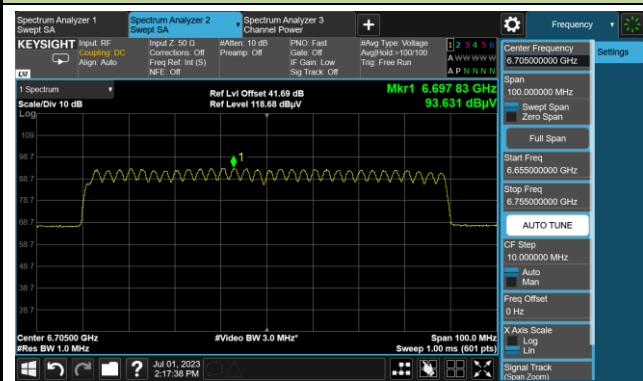 Spectrum Analyzer 1
Swept SA
Spectrum Analyzer 2
Swept SA
Spectrum Analyzer 3
Channel Power
+
Frequency
KEYSIGHT
Input: RF
Coupling: DC
Align: Auto
Input Z: 50 Ω
Corrections: Off
Freq Ref: Int (S)
NFE: Off
#Atten: 10 dB
Preamp: Off
PNO: Fast
Gate: Off
IF Gain: Low
Sig Track: Off
#Avg Type: Voltage
Avg|Hold:>100/100
Trig: Free Run
1 2 3 4 5 6
A W W W W W
A P N N N N
LXI
1 Spectrum
Scale/Div 10 dB
Log
Ref Lvl Offset 41.69 dB
Ref Level 118.68 dBµV
Mkr1 6.697 83 GHz
93.631 dBµV
109
98.7
88.7
78.7
68.7
58.7
48.7
38.7
28.7
1
Center 6.70500 GHz
#Res BW 1.0 MHz
#Video BW 3.0 MHz*
Span 100.0 MHz
Sweep 1.00 ms (601 pts)
Center Frequency
6.705000000 GHz
Settings
Span
100.000000 MHz
Swept Span
Zero Span
Full Span
Start Freq
6.655000000 GHz
Stop Freq
6.755000000 GHz
AUTO TUNE
CF Step
10.000000 MHz
Auto
Man
Freq Offset
0 Hz
X Axis Scale
Log
Lin
Signal Track
(Span Zoom)
?
Jul 01, 2023
2:17:38 PM